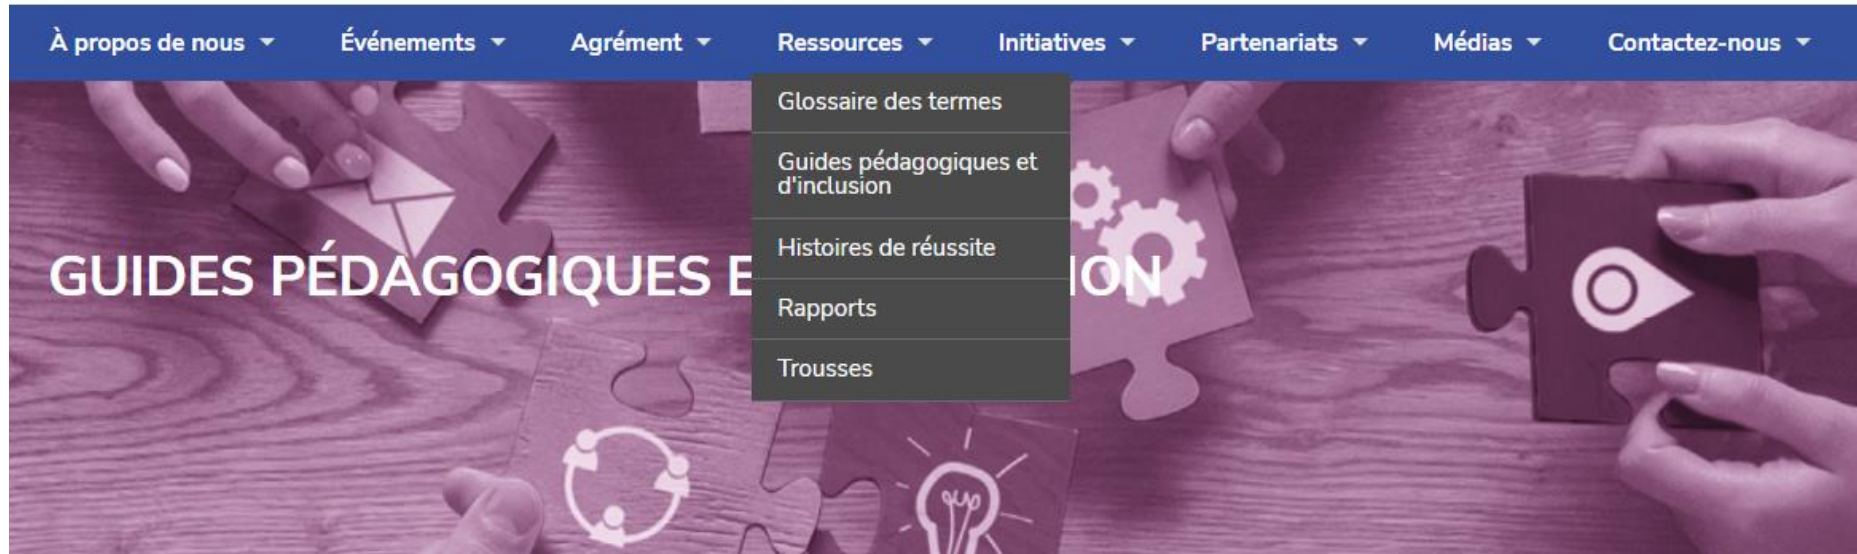 À propos de nous Événements Agrément Ressources Initiatives Partenariats Médias Contactez-nous
Glossaire des termes
Guides pédagogiques et
d'inclusion
Histoires de réussite
Rapports
Trousses
GUIDES PÉDAGOGIQUES